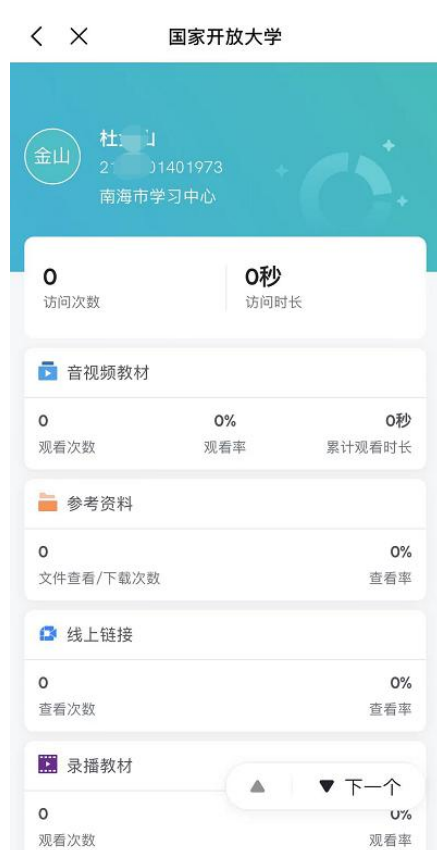 国家开放大学
金山
杜
2 01401973
南海市学习中心
0 0秒
访问次数 访问时长
音视频教材
0 0% 0秒
观看次数 观看率 累计观看时长
参考资料
0 0%
文件查看/下载次数 查看率
线上链接
0 0%
查看次数 查看率
录播教材
下一个
0 0%
观看次数 观看率